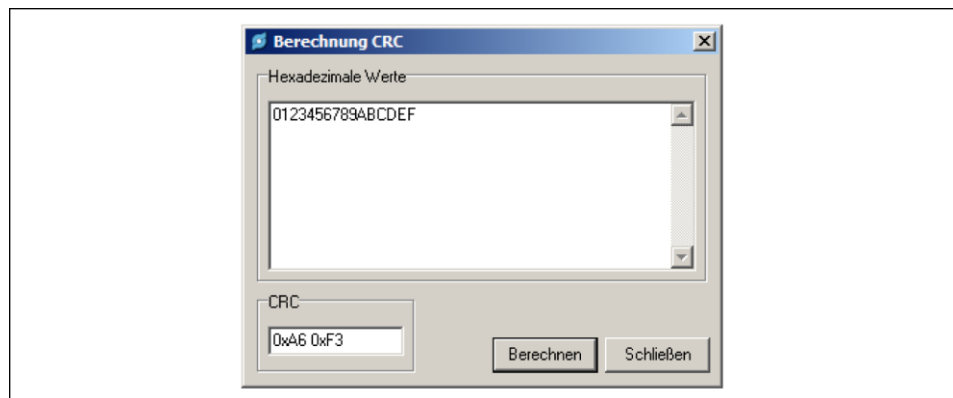 Berechnung CRC
Hexadezimale Werte
0123456789ABCDEF
CRC
0xA6 0xF3
Berechnen
Schließen